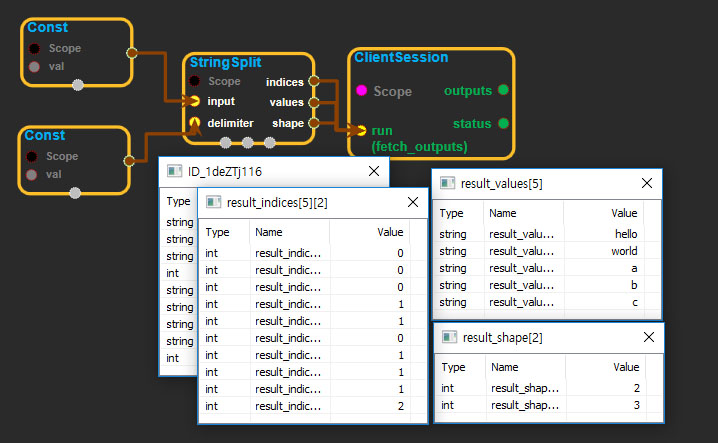 Const
Scope
val
Const
Scope
val
StringSplit
Scope
indices
input
values
delimiter
shape
ClientSession
Scope
outputs
status
run
(fetch_outputs)
ID_1deZTj116
Type
string
string
string
int
string
string
string
int
result_indices[5][2]
Type Name Value
int result_indic... 0
int result_indic... 0
int result_indic... 0
int result_indic... 1
int result_indic... 1
int result_indic... 0
int result_indic... 1
int result_indic... 1
int result_indic... 1
int result_indic... 2
result_values[5]
Type Name Value
string result_valu... hello
string result_valu... world
string result_valu... a
string result_valu... b
string result_valu... c
result_shape[2]
Type Name Value
int result_shap... 2
int result_shap... 3